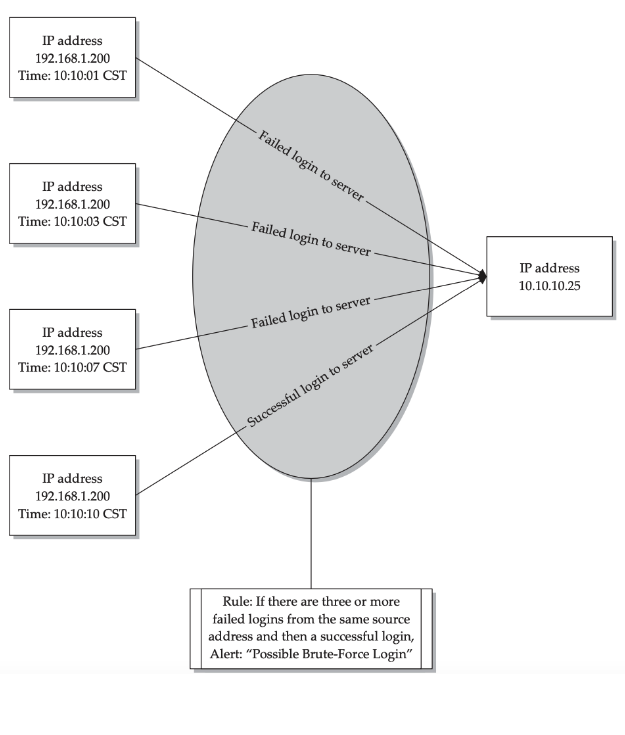 IP address
192.168.1.200
Time: 10:10:01 CST
Failed login to server
IP address
192.168.1.200
Time: 10:10:03 CST
Failed login to server
IP address
10.10.10.25
IP address
192.168.1.200
Time: 10:10:07 CST
Failed login to server
Successful login to server
IP address
192.168.1.200
Time: 10:10:10 CST
Rule: If there are three or more
failed logins from the same source
address and then a successful login,
Alert: “Possible Brute-Force Login”